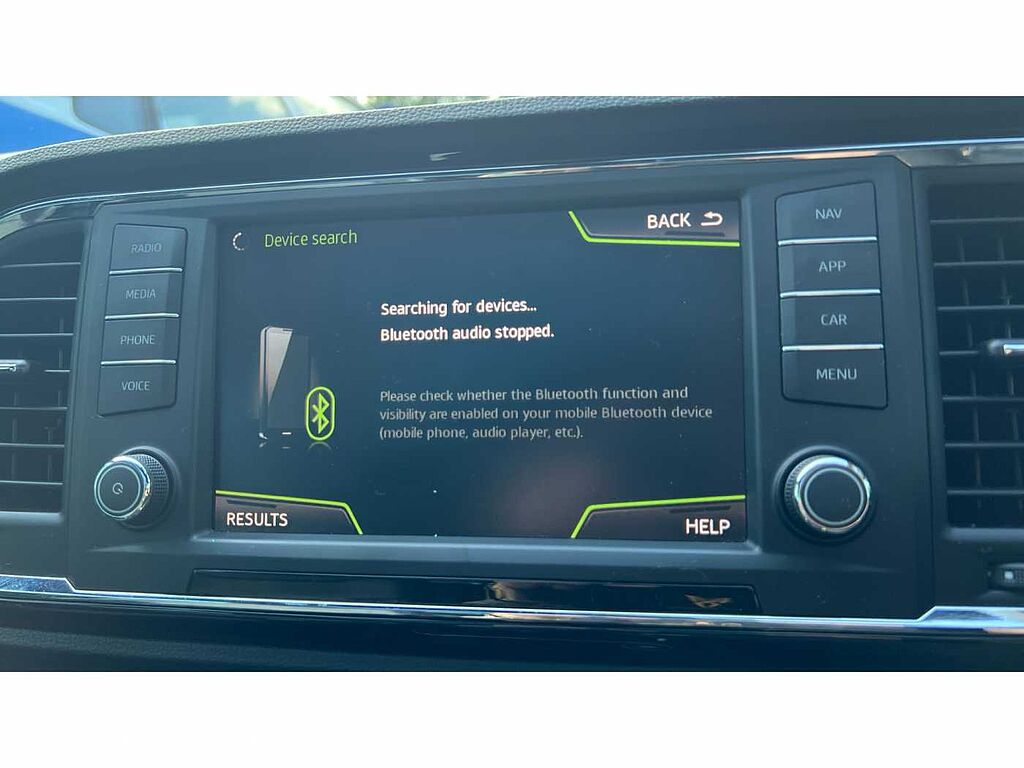 RADIO
MEDIA
PHONE
VOICE
Device search
BACK
Searching for devices...
Bluetooth audio stopped.
Please check whether the Bluetooth function and
visibility are enabled on your mobile Bluetooth device
(mobile phone, audio player, etc.).
RESULTS
HELP
NAV
APP
CAR
MENU